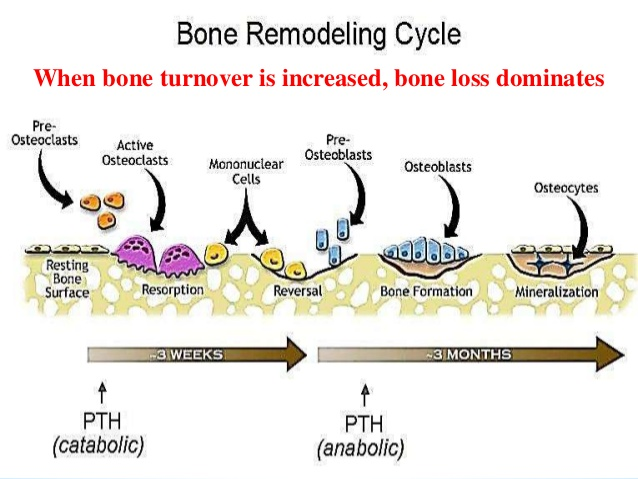 Bone Remodeling Cycle
When bone turnover is increased, bone loss dominates
Pre-
Osteoclasts
Active
Osteoclasts
Mononuclear
Cells
Pre-
Osteoblasts
Osteoblasts
Osteocytes
Resting
Bone
Surface
Resorption
Reversal
Bone Formation
Mineralization
~3 WEEKS
~3 MONTHS
PTH
(catabolic)
PTH
(anabolic)